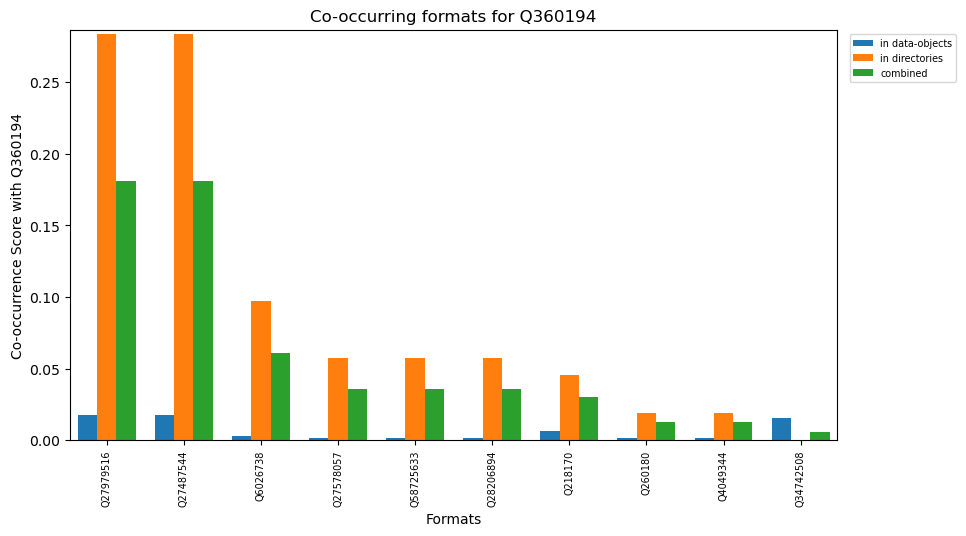 Co-occurring formats for Q360194
in data-objects
in directories
combined
Co-occurrence Score with Q360194
0.25
0.20
0.15
0.10
0.05
0.00
Q27979516
Q27487544
Q6026738
Q27578057
Q58725633
Q28206894
Q218170
Q260180
Q4049344
Q34742508
Formats